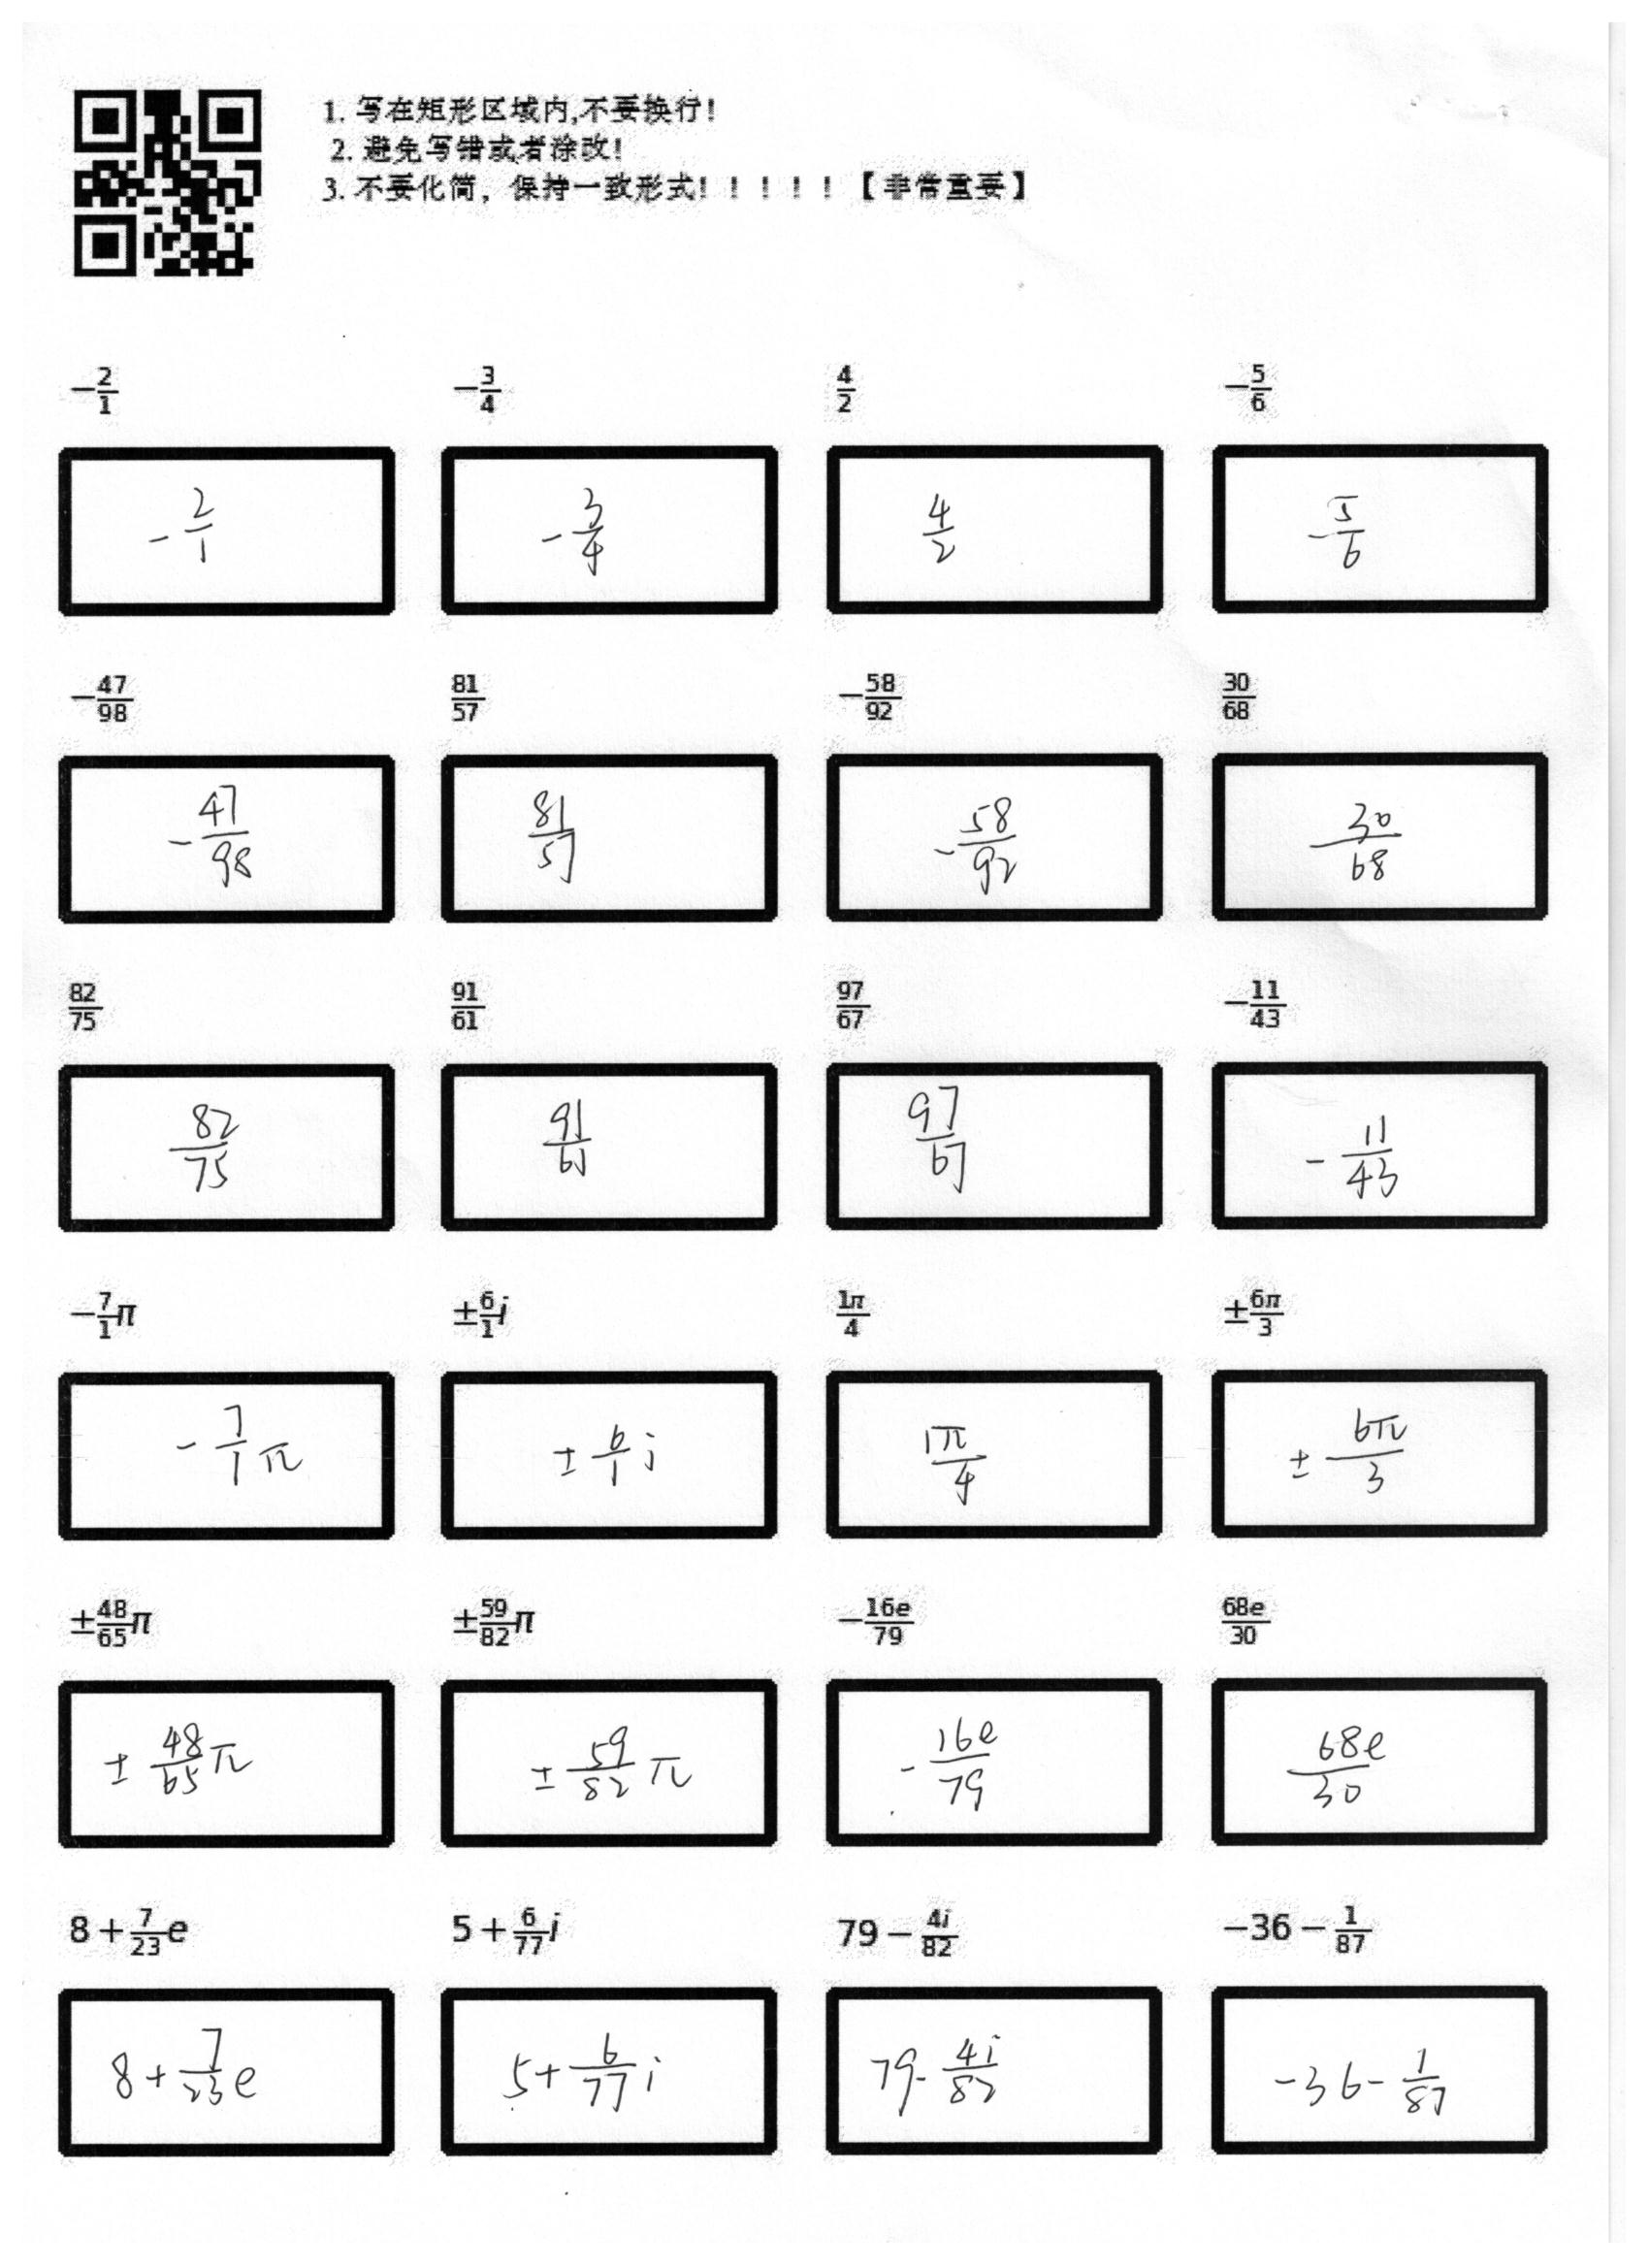 1. 写在矩形区域内,不要换行!
2. 避免写错或者涂改!
3. 不要化简，保持一致形式! ! ! ! ! 【非常重要】
$-\frac{2}{1}$ $-\frac{3}{4}$ $\frac{4}{2}$ $-\frac{5}{6}$
$-\frac{2}{1}$ $-\frac{3}{4}$ $\frac{4}{2}$ $-\frac{5}{6}$
$-\frac{47}{98}$ $\frac{81}{57}$ $-\frac{58}{92}$ $\frac{30}{68}$
$-\frac{47}{98}$ $\frac{81}{57}$ $-\frac{58}{92}$ $\frac{30}{68}$
$\frac{82}{75}$ $\frac{91}{61}$ $\frac{97}{67}$ $-\frac{11}{43}$
$\frac{82}{75}$ $\frac{91}{61}$ $\frac{97}{67}$ $-\frac{11}{43}$
$-\frac{7}{1}\pi$ $\pm\frac{6}{1}i$ $\frac{1\pi}{4}$ $\pm\frac{6\pi}{3}$
$-\frac{7}{1}\pi$ $\pm\frac{6}{1}i$ $\frac{1\pi}{4}$ $\pm\frac{6\pi}{3}$
$\pm\frac{48}{65}\pi$ $\pm\frac{59}{82}\pi$ $-\frac{16e}{79}$ $\frac{68e}{30}$
$\pm\frac{48}{65}\pi$ $\pm\frac{59}{82}\pi$ $-\frac{16e}{79}$ $\frac{68e}{30}$
$8+\frac{7}{23}e$ $5+\frac{6}{77}i$ $79-\frac{4i}{82}$ $-36-\frac{1}{87}$
$8+\frac{7}{23}e$ $5+\frac{6}{77}i$ $79-\frac{4i}{82}$ $-36-\frac{1}{87}$